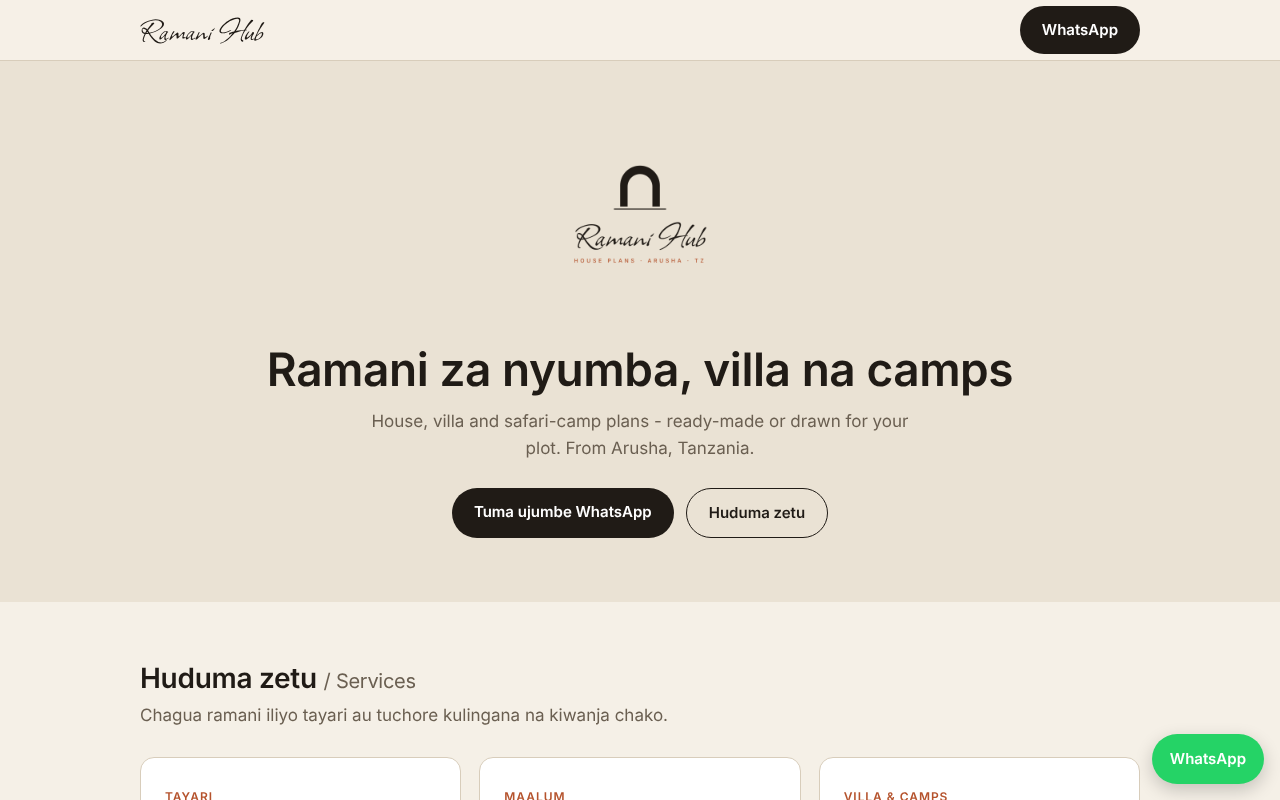 Ramani Hub
WhatsApp
Ramani Hub
HOUSE PLANS - ARUSHA - TZ
Ramani za nyumba, villa na camps
House, villa and safari-camp plans - ready-made or drawn for your
plot. From Arusha, Tanzania.
Tuma ujumbe WhatsApp
Huduma zetu
Huduma zetu / Services
Chagua ramani iliyo tayari au tuchore kulingana na kiwanja chako.
WhatsApp
TAYARI
MAALUM
VILLA & CAMPS